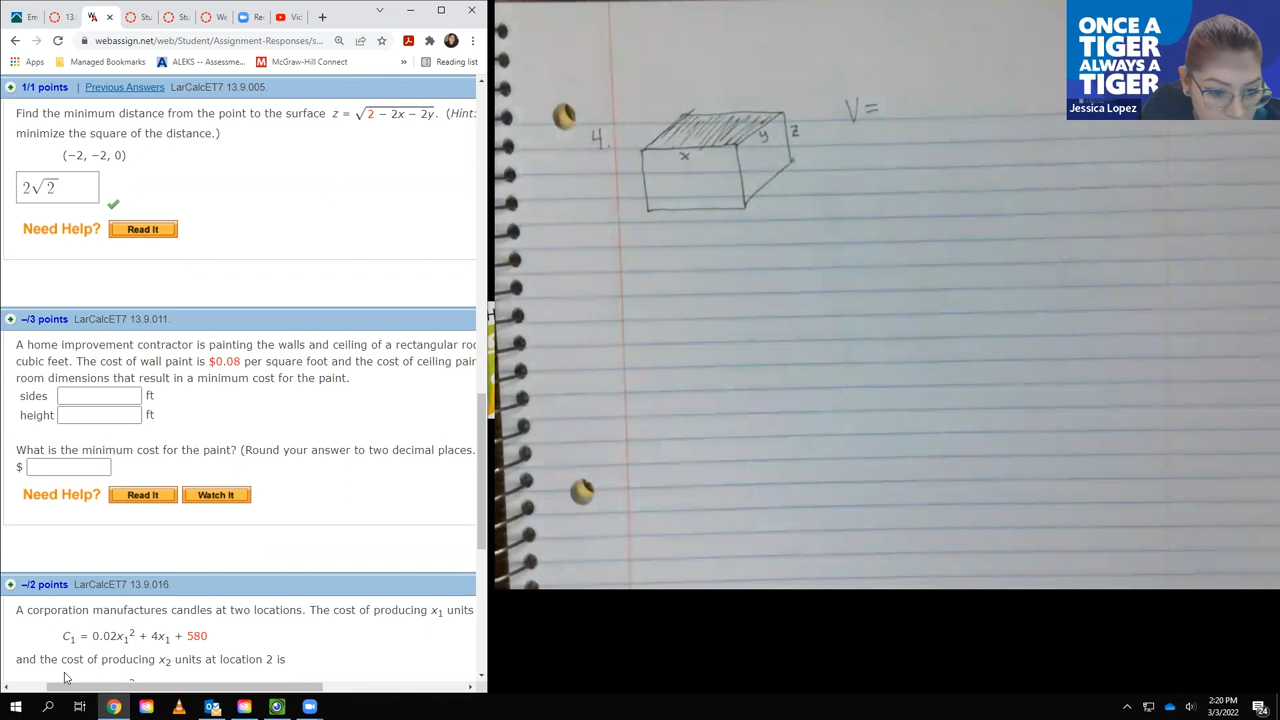 Em
13.
Stu
Stu
We
Re
Vic
webassign.net/web/Student/Assignment-Responses/s...
Apps
Managed Bookmarks
ALEKS -- Assessme...
McGraw-Hill Connect
»
Reading list
1/1 points | Previous Answers LarCalcET7 13.9.005.
Find the minimum distance from the point to the surface z = √2 − 2x − 2y. (Hint:
minimize the square of the distance.)
(−2, −2, 0)
2√2
Need Help? Read It
–/3 points LarCalcET7 13.9.011.
A home improvement contractor is painting the walls and ceiling of a rectangular roo
cubic feet. The cost of wall paint is $0.08 per square foot and the cost of ceiling pain
room dimensions that result in a minimum cost for the paint.
sides ft
height ft
What is the minimum cost for the paint? (Round your answer to two decimal places.
$
Need Help? Read It Watch It
–/2 points LarCalcET7 13.9.016.
A corporation manufactures candles at two locations. The cost of producing x₁ units
C₁ = 0.02x₁² + 4x₁ + 580
and the cost of producing x₂ units at location 2 is
4.
x
y
z
V =
ONCE A
TIGER
ALWAYS A
TIGER
Jessica Lopez
2:20 PM
3/3/2022
24